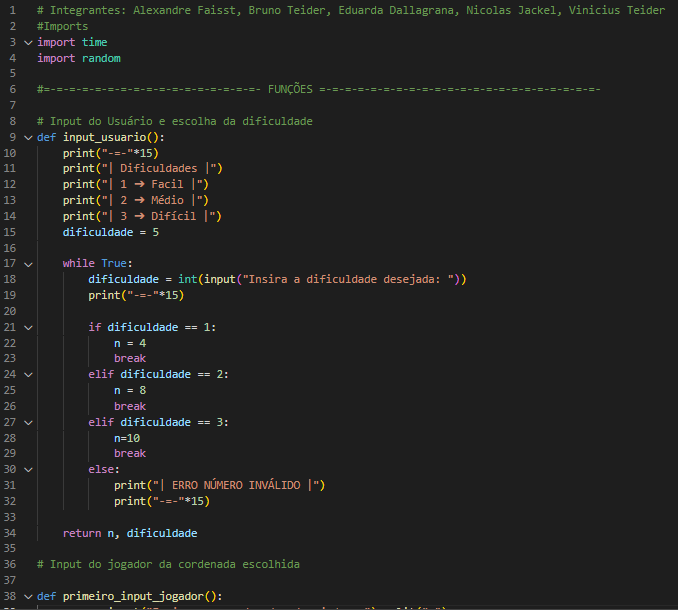 1 # Integrantes: Alexandre Faisst, Bruno Teider, Eduarda Dallagrana, Nicolas Jackel, Vinicius Teider
2 #Imports
3 import time
4 import random
5
6 #=-=-=-=-=-=-=-=-=-=-=-=-=-=-=-=-=-=- FUNÇÕES =-=-=-=-=-=-=-=-=-=-=-=-=-=-=-=-=-=-=-=-=-=-
7
8 # Input do Usuário e escolha da dificuldade
9 def input_usuario():
10 print("-=-"*15)
11 print("| Dificuldades |")
12 print("| 1 → Facil |")
13 print("| 2 → Médio |")
14 print("| 3 → Difícil |")
15 dificuldade = 5
16
17 while True:
18 dificuldade = int(input("Insira a dificuldade desejada: "))
19 print("-=-"*15)
20
21 if dificuldade == 1:
22 n = 4
23 break
24 elif dificuldade == 2:
25 n = 8
26 break
27 elif dificuldade == 3:
28 n=10
29 break
30 else:
31 print("| ERRO NÚMERO INVÁLIDO |")
32 print("-=-"*15)
33
34 return n, dificuldade
35
36 # Input do jogador da cordenada escolhida
37
38 def primeiro_input_jogador():